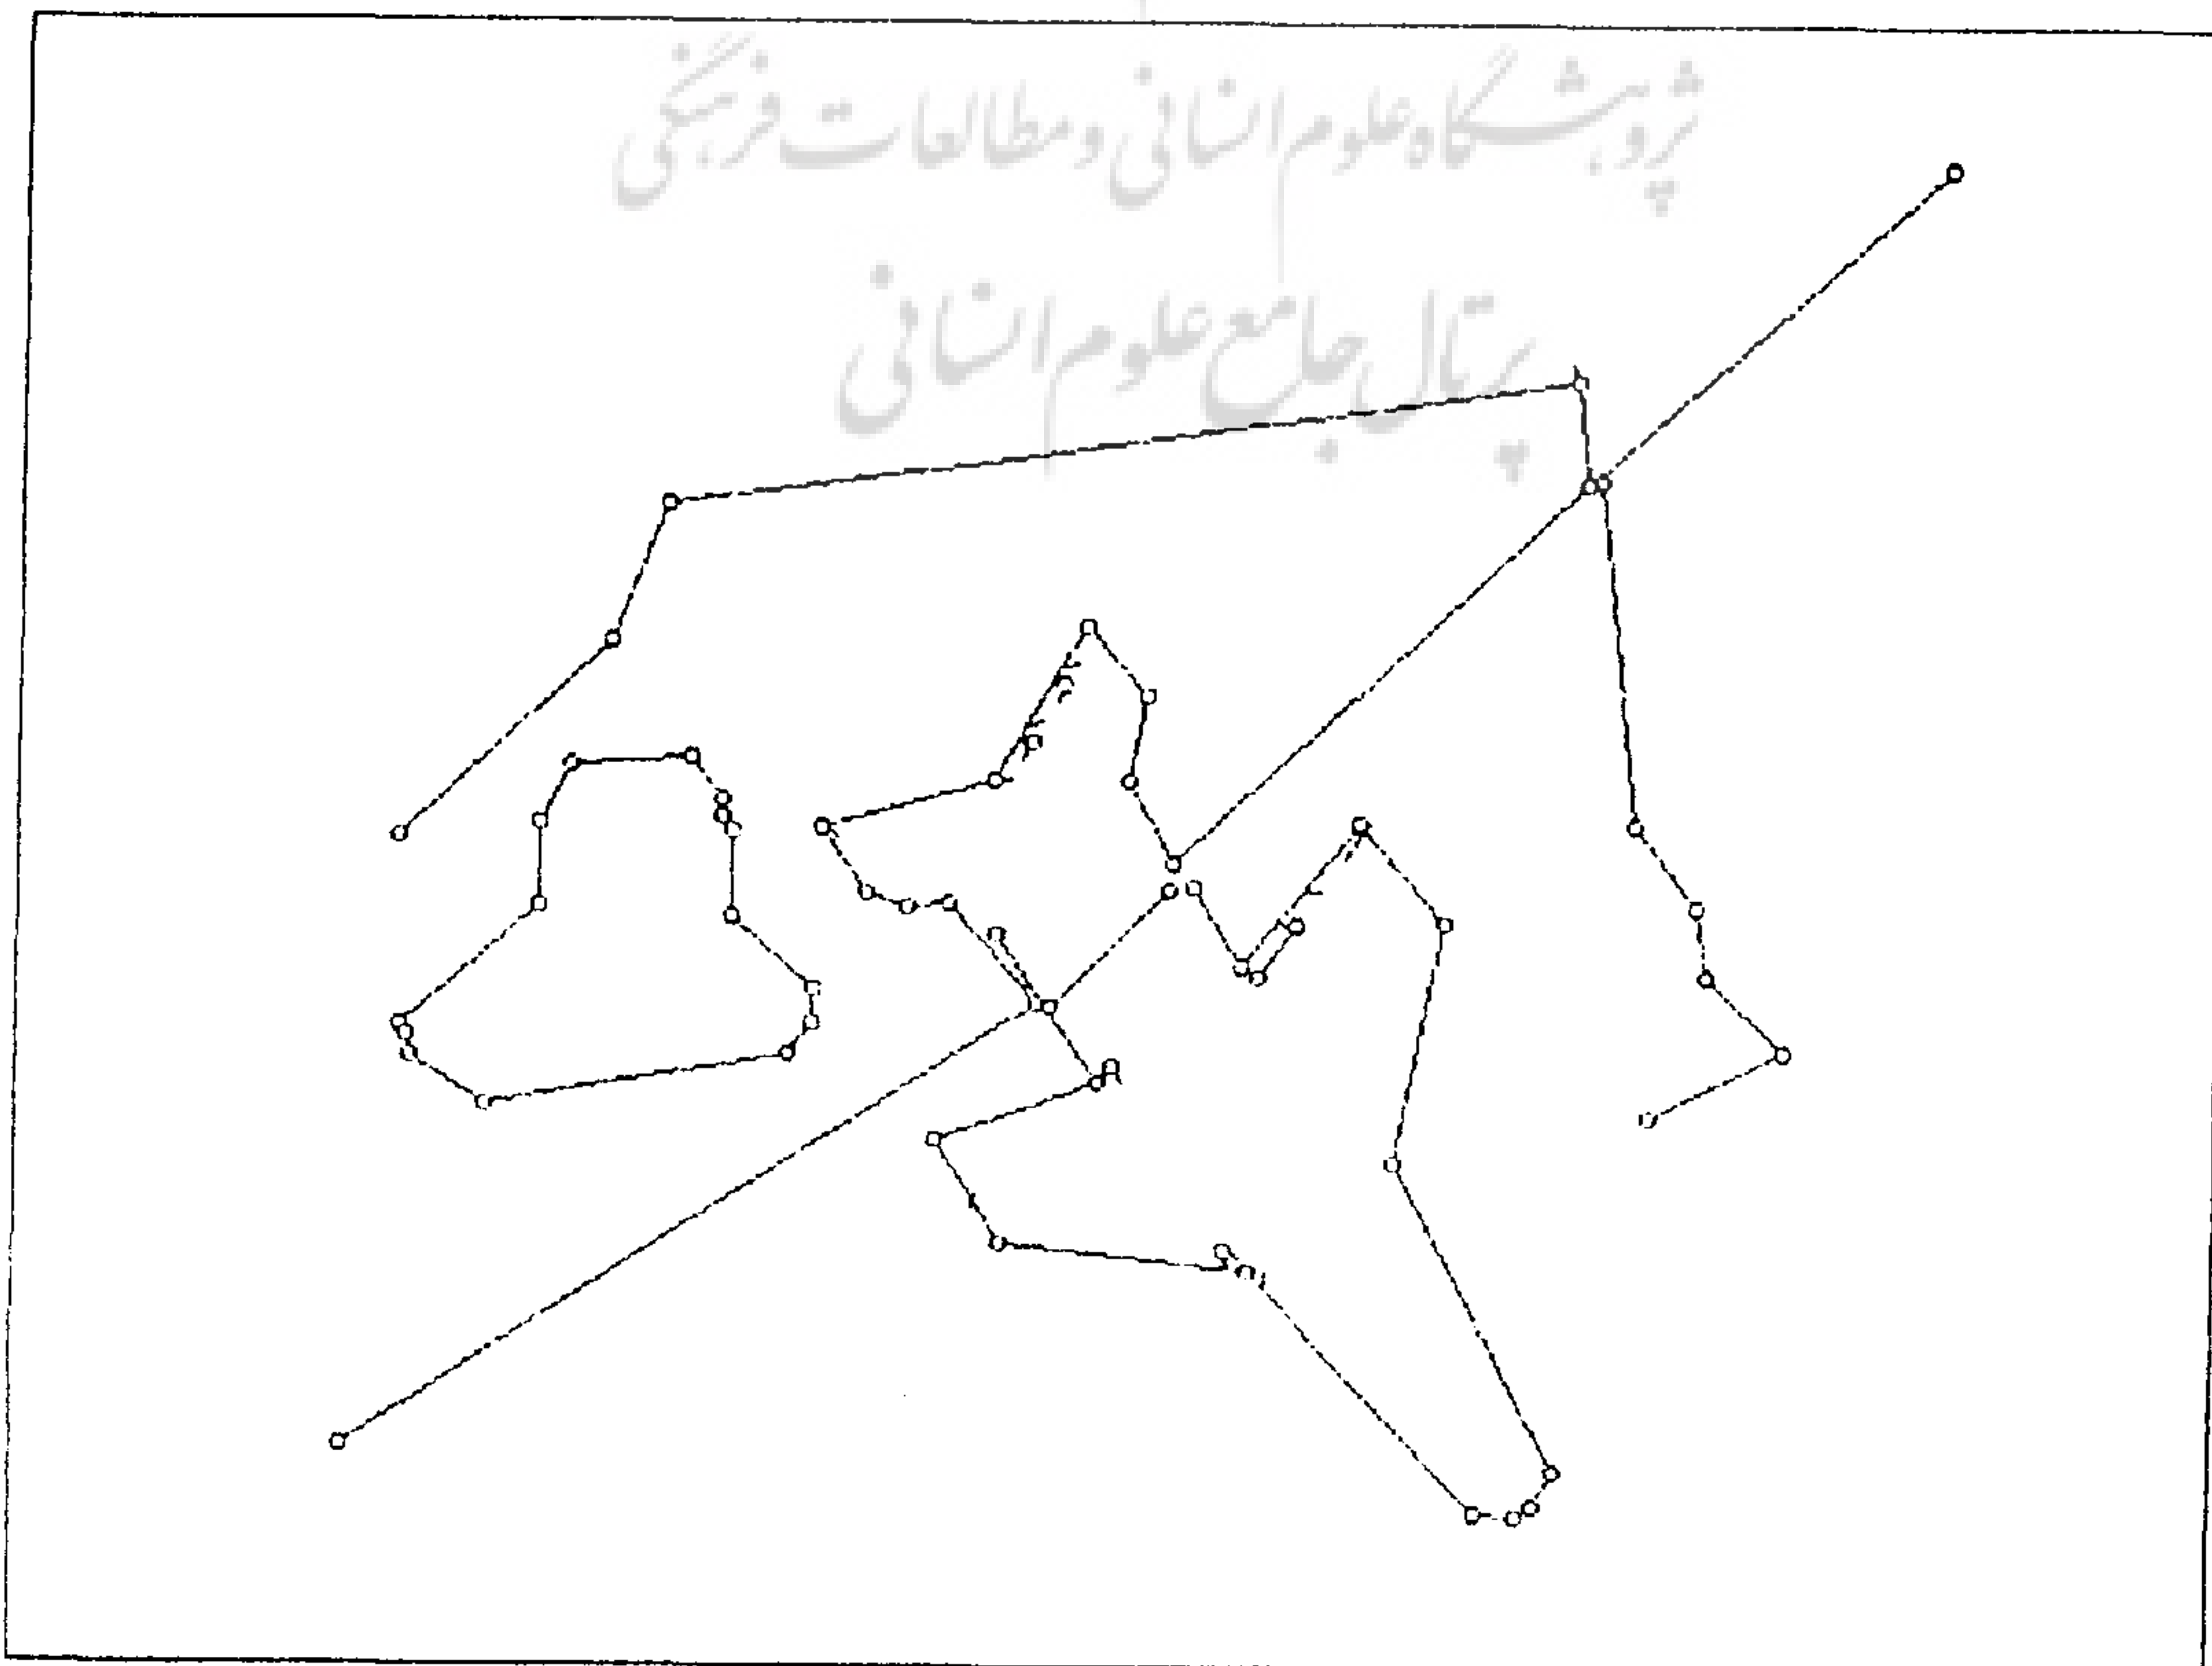 پژوهشگاه علوم انسانی و مطالعات فرهنگی
پرتال جامع علوم انسانی